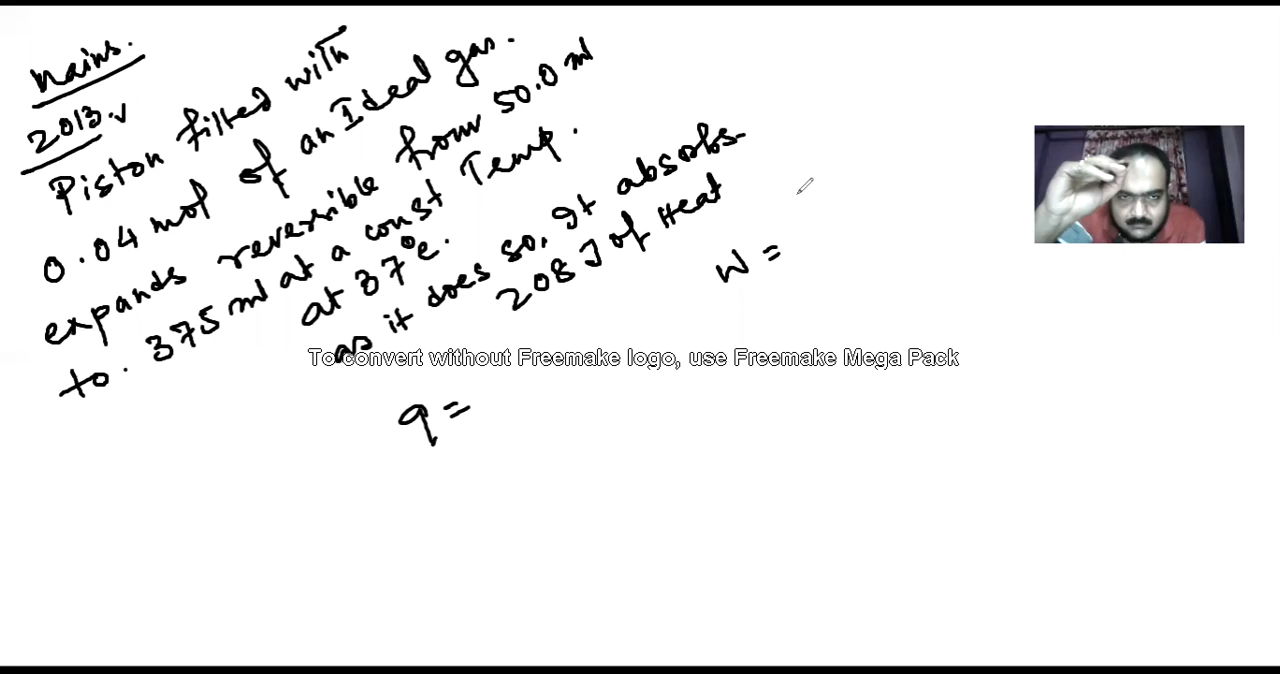 Mains.
2013.
Piston filled with
0.04 mol of an Ideal gas.
expands reversible from 50.0 ml
to. 375 ml at a const Temp.
at 37°c.
as it does so, It absorbs-
208 J of Heat
w =
To convert without Freemake logo, use Freemake Mega Pack
q =